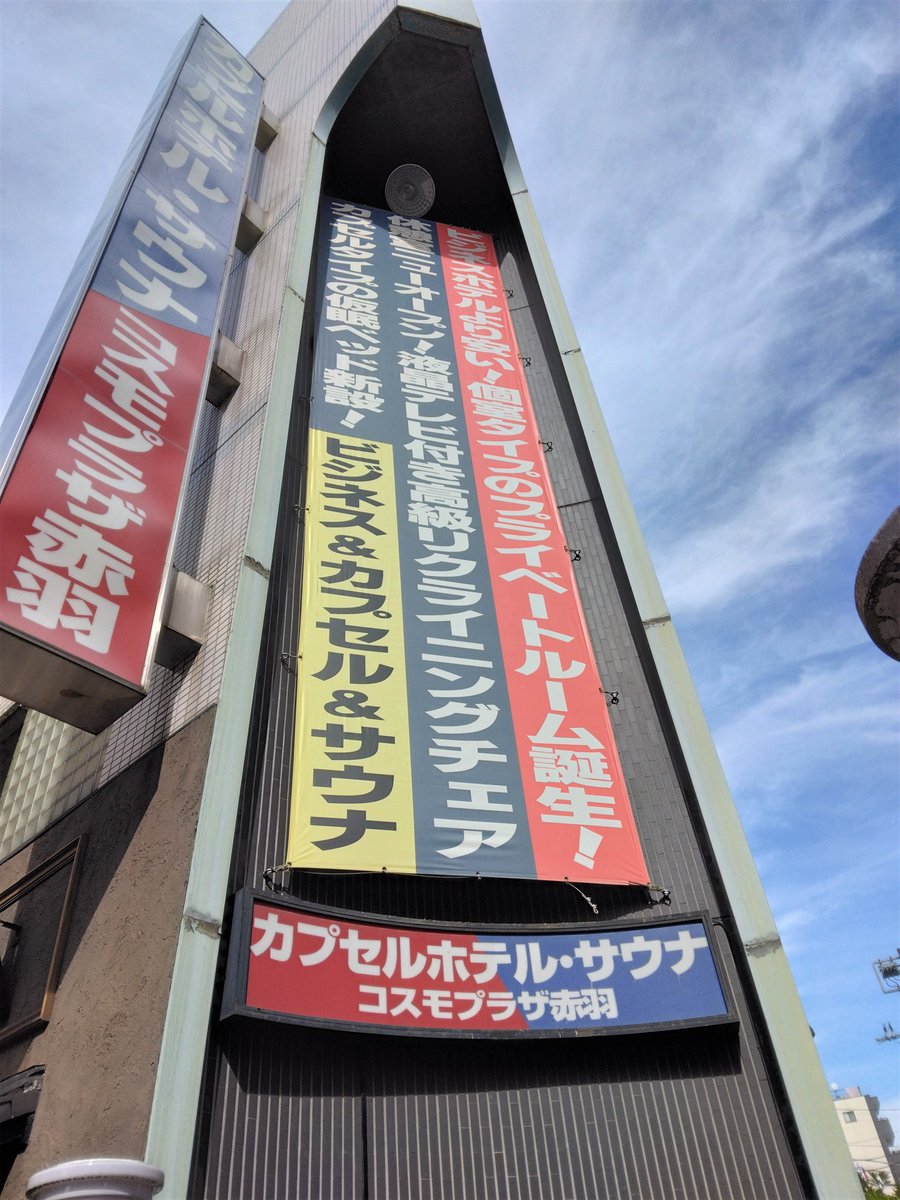 カプセルホテル・サウナ
コスモプラザ赤羽
ビジネスホテルより安い！個室タイプのプライベートルーム誕生！
休憩室ニューオープン！液晶テレビ付き高級リクライニングチェア
カプセルタイプの仮眠ベッド新設！
ビジネス&カプセル&サウナ
カプセルホテル・サウナ
コスモプラザ赤羽